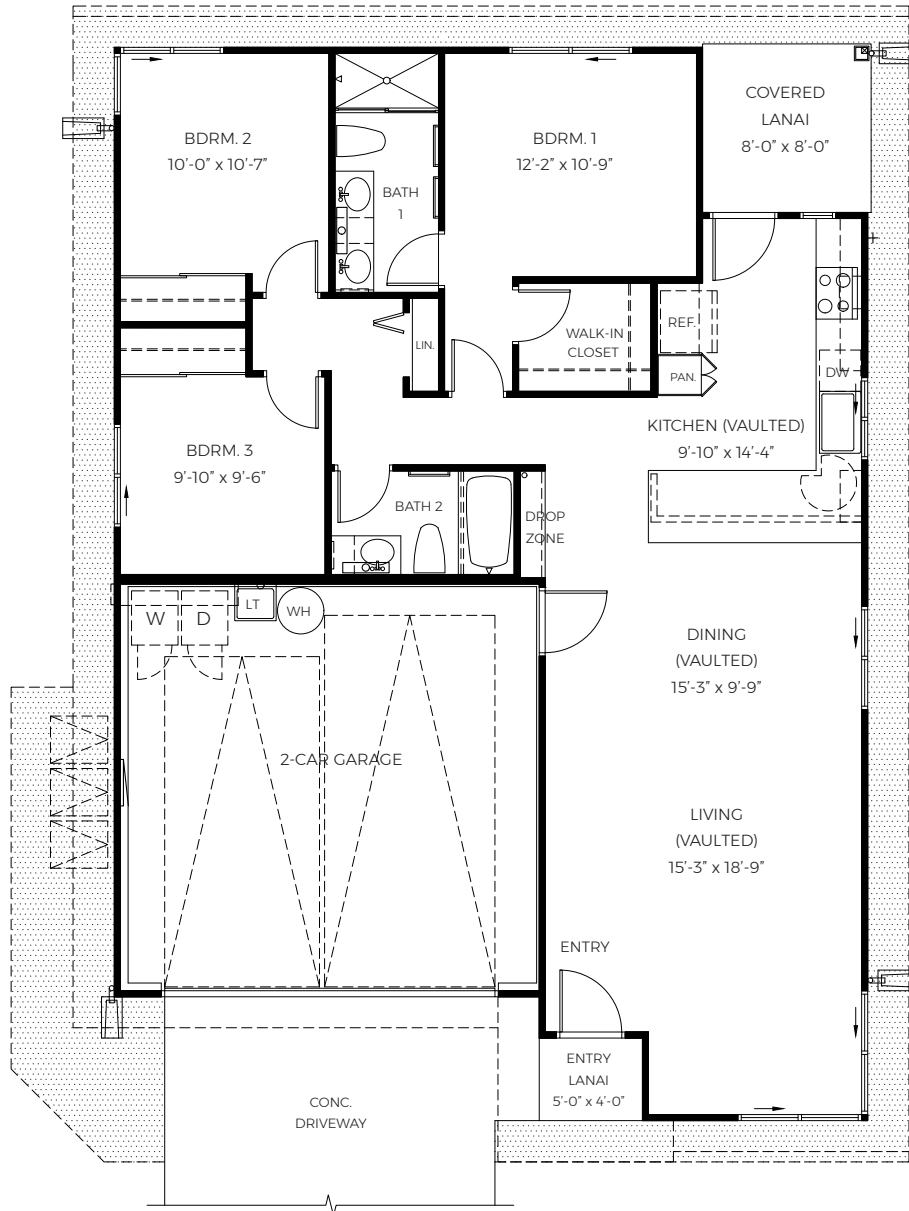 COVERED
LANAI
8’-0” x 8’-0”
BDRM. 2
10’-0” x 10’-7”
BDRM. 1
12’-2” x 10’-9”
BATH
1
REF.
WALK-IN
CLOSET
LIN.
PAN.
DW
KITCHEN (VAULTED)
9’-10” x 14’-4”
BDRM. 3
9’-10” x 9’-6”
BATH 2
DROP
ZONE
W
D
LT
WH
DINING
(VAULTED)
15’-3” x 9’-9”
2-CAR GARAGE
LIVING
(VAULTED)
15’-3” x 18’-9”
ENTRY
ENTRY
LANAI
5’-0” x 4’-0”
CONC.
DRIVEWAY